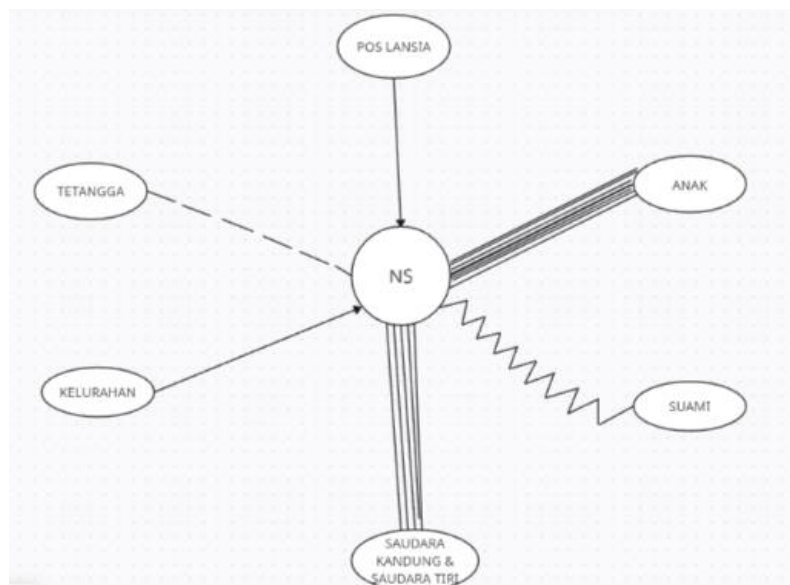 POS LANSIA
TETANGGA
ANAK
NS
KELURAHAN
SUAMI
SAUDARA
KANDUNG &
SAUDARA TIRI